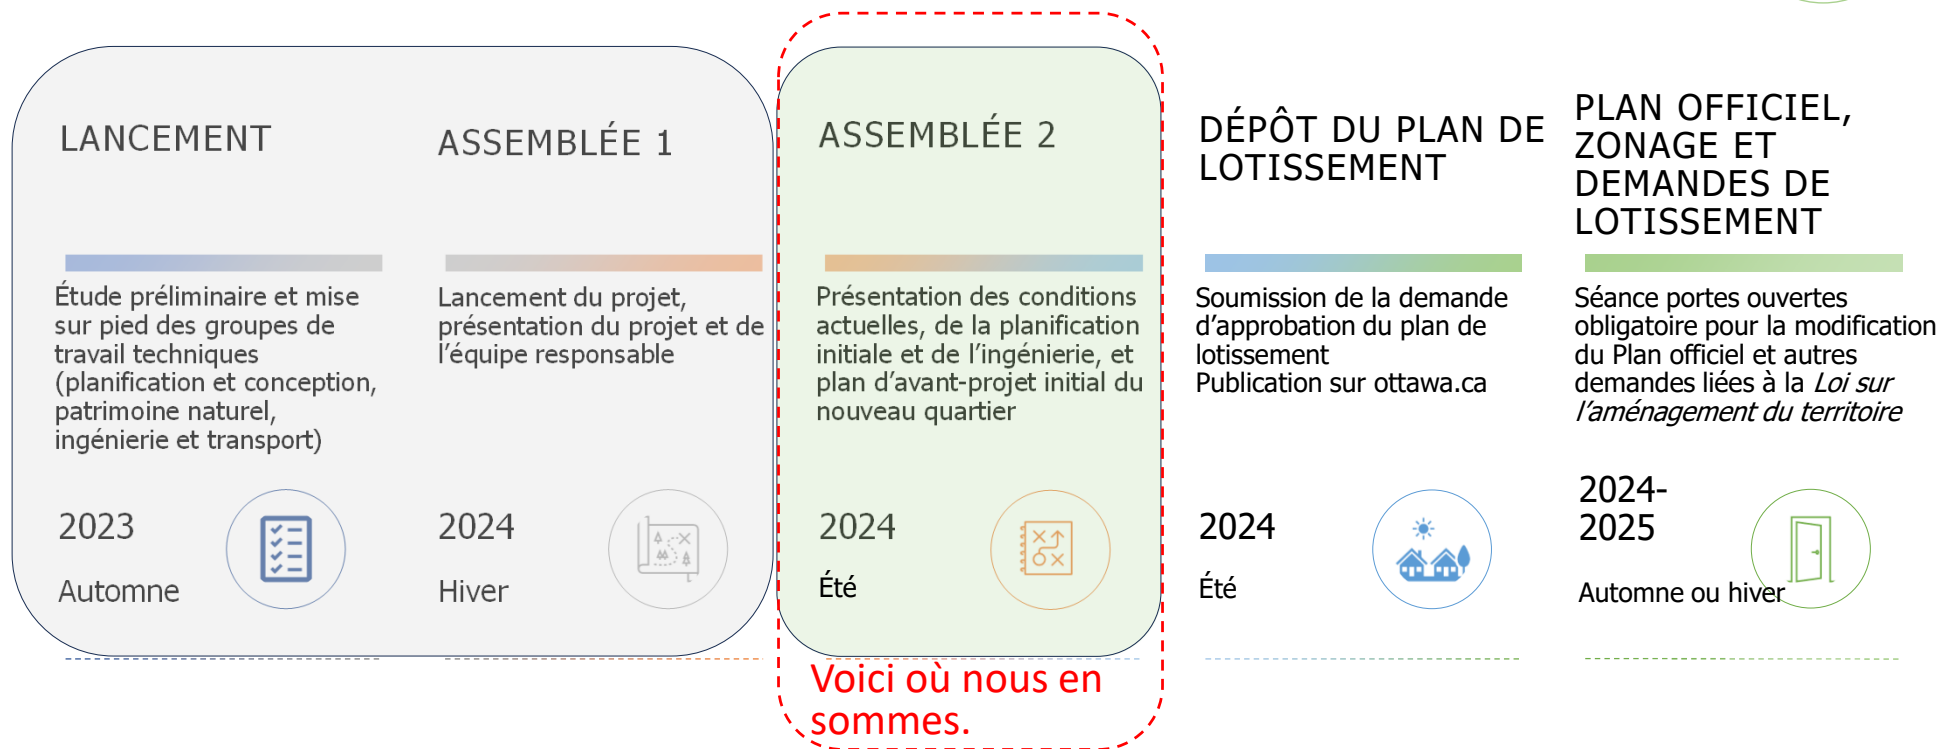 LANCEMENT
Étude préliminaire et mise
sur pied des groupes de
travail techniques
(planification et conception,
patrimoine naturel,
ingénierie et transport)
2023
Automne
ASSEMBLÉE 1
Lancement du projet,
présentation du projet et de
l’équipe responsable
2024
Hiver
ASSEMBLÉE 2
Présentation des conditions
actuelles, de la planification
initiale et de l’ingénierie, et
plan d’avant-projet initial du
nouveau quartier
2024
Été
Voici où nous en
sommes.
DÉPÔT DU PLAN DE
LOTISSEMENT
Soumission de la demande
d’approbation du plan de
lotissement
Publication sur ottawa.ca
2024
Été
PLAN OFFICIEL,
ZONAGE ET
DEMANDES DE
LOTISSEMENT
Séance portes ouvertes
obligatoire pour la modification
du Plan officiel et autres
demandes liées à la Loi sur
l’aménagement du territoire
2024-
2025
Automne ou hiver